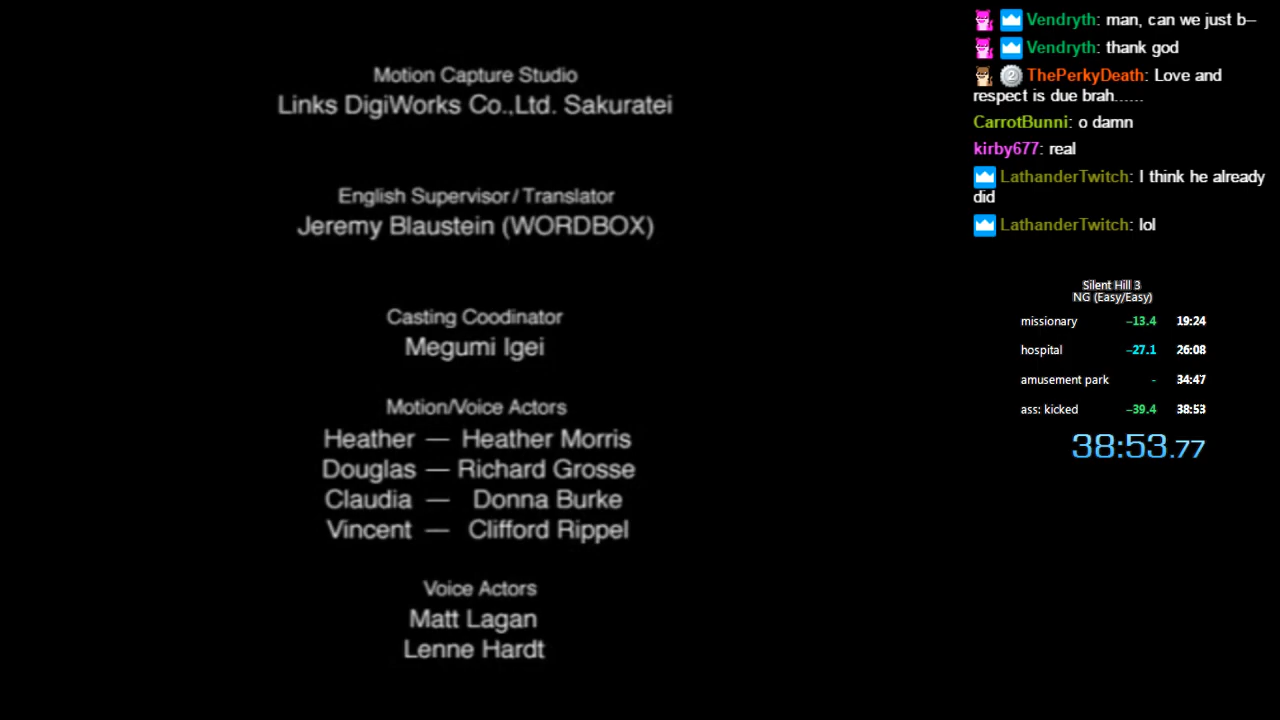 Motion Capture Studio
Links DigiWorks Co.,Ltd. Sakuratei
English Supervisor / Translator
Jeremy Blaustein (WORDBOX)
Casting Coodinator
Megumi Igei
Motion/Voice Actors
Heather — Heather Morris
Douglas — Richard Grosse
Claudia — Donna Burke
Vincent — Clifford Rippel
Voice Actors
Matt Lagan
Lenne Hardt
Vendryth: man, can we just b--
Vendryth: thank god
2 ThePerkyDeath: Love and
respect is due brah......
CarrotBunni: o damn
kirby677: real
LathanderTwitch: I think he already
did
LathanderTwitch: lol
Silent Hill 3
NG (Easy/Easy)
missionary −13.4 19:24
hospital −27.1 26:08
amusement park - 34:47
ass: kicked −39.4 38:53
38:53.77